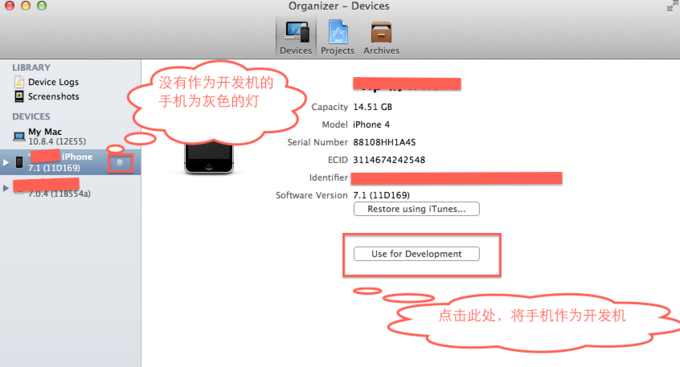 Organizer – Devices
Devices
Projects
Archives
LIBRARY
Device Logs
Screenshots
DEVICES
My Mac
10.8.4 (12E55)
iPhone
7.1 (11D169)
7.0.4 (11B554a)
没有作为开发机的
手机为灰色的灯
Capacity 14.51 GB
Model iPhone 4
Serial Number 88108HH1A4S
ECID 3114674242548
Identifier
Software Version 7.1 (11D169)
Restore using iTunes...
Use for Development
点击此处，将手机作为开发机